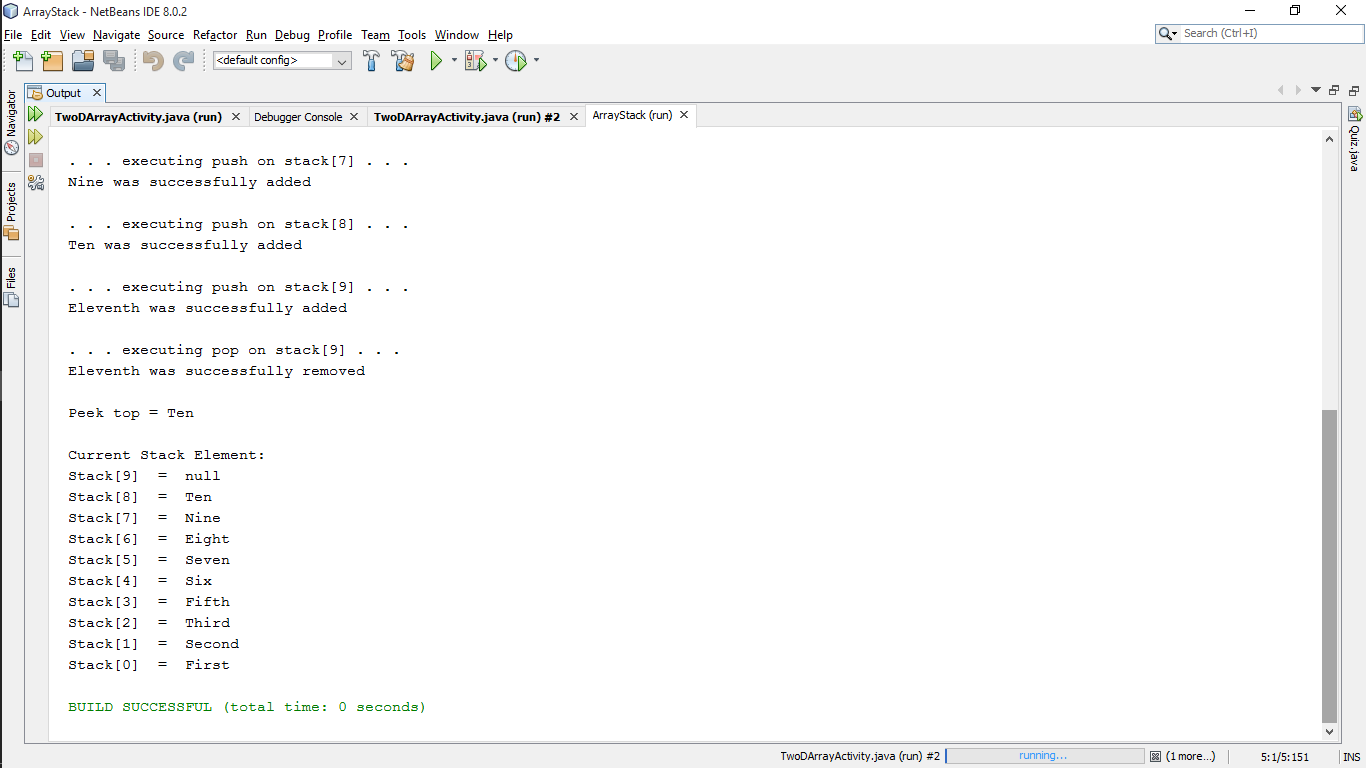 ArrayStack - NetBeans IDE 8.0.2
File Edit View Navigate Source Refactor Run Debug Profile Team Tools Window Help
Search (Ctrl+I)
<default config>
Output
Navigator
Projects
Files
TwoDArrayActivity.java (run)
Debugger Console
TwoDArrayActivity.java (run) #2
ArrayStack (run)
Quiz.java
. . . executing push on stack[7] . . .
Nine was successfully added
. . . executing push on stack[8] . . .
Ten was successfully added
. . . executing push on stack[9] . . .
Eleventh was successfully added
. . . executing pop on stack[9] . . .
Eleventh was successfully removed
Peek top = Ten
Current Stack Element:
Stack[9]  =  null
Stack[8]  =  Ten
Stack[7]  =  Nine
Stack[6]  =  Eight
Stack[5]  =  Seven
Stack[4]  =  Six
Stack[3]  =  Fifth
Stack[2]  =  Third
Stack[1]  =  Second
Stack[0]  =  First
BUILD SUCCESSFUL (total time: 0 seconds)
TwoDArrayActivity.java (run) #2
running...
(1 more...)
5:1/5:151
INS